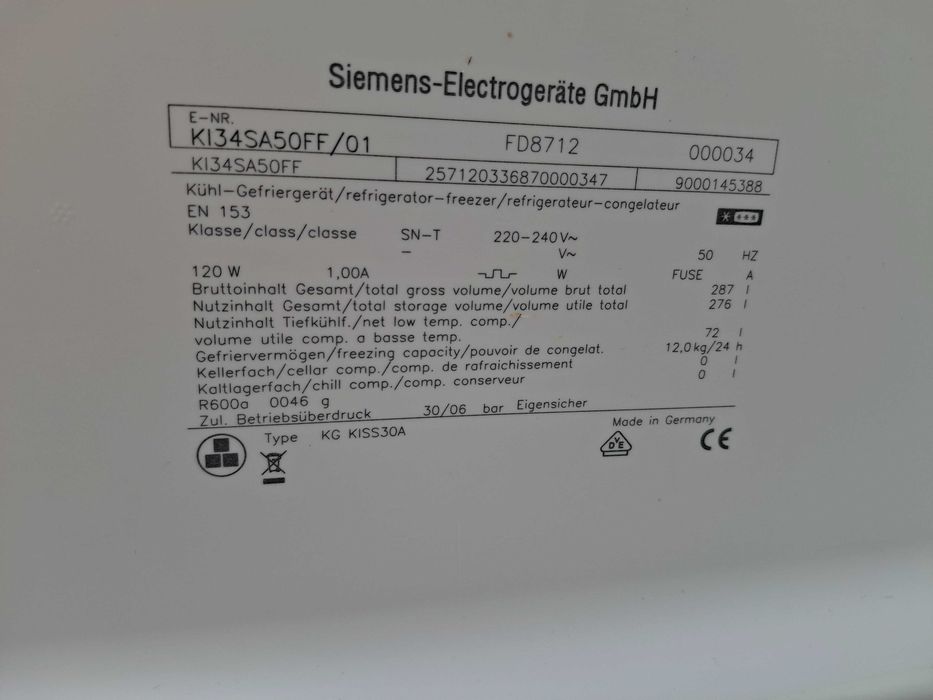 Siemens-Electrogeräte GmbH
E-NR.
KI34SA50FF/01 FD8712 000034
KI34SA50FF 257120336870000347 9000145388
Kühl-Gefriergerät/refrigerator-freezer/refrigerateur-congelateur
EN 153
Klasse/class/classe SN-T 220-240V~ 50 HZ
- V~
120 W 1,00A W FUSE A
Bruttoinhalt Gesamt/total gross volume/volume brut total 287 l
Nutzinhalt Gesamt/total storage volume/volume utile total 276 l
Nutzinhalt Tiefkühlf./net low temp. comp./
volume utile comp. a basse temp. 72 l
Gefriervermögen/freezing capacity/pouvoir de congelat. 12,0kg/24 h
Kellerfach/cellar comp./comp. de rafraichissement 0 l
Kaltlagerfach/chill comp./comp. conserveur 0 l
R600a 0046 g
Zul. Betriebsüberdruck 30/06 bar Eigensicher
Made in Germany
Type KG KISS30A
DVE CE